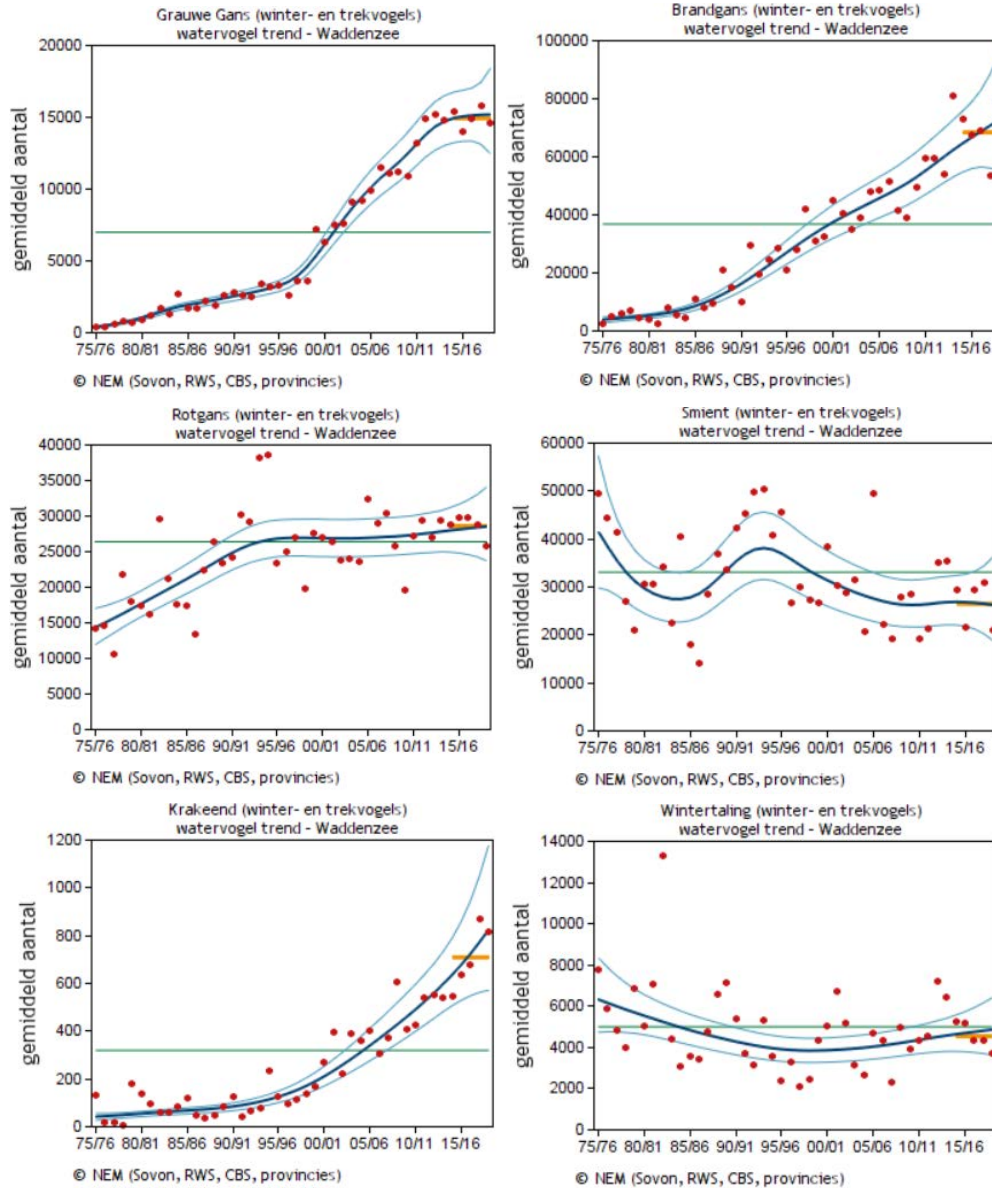 Grauwe Gans (winter- en trekvogels)
watervogel trend - Waddenzee
gemiddeld aantal
20000
15000
10000
5000
0
75/76 80/81 85/86 90/91 95/96 00/01 05/06 10/11 15/16
© NEM (Sovon, RWS, CBS, provincies)
Brandgans (winter- en trekvogels)
watervogel trend - Waddenzee
gemiddeld aantal
100000
80000
60000
40000
20000
0
75/76 80/81 85/86 90/91 95/96 00/01 05/06 10/11 15/16
© NEM (Sovon, RWS, CBS, provincies)
Rotgans (winter- en trekvogels)
watervogel trend - Waddenzee
gemiddeld aantal
40000
35000
30000
25000
20000
15000
10000
5000
0
75/76 80/81 85/86 90/91 95/96 00/01 05/06 10/11 15/16
© NEM (Sovon, RWS, CBS, provincies)
Smient (winter- en trekvogels)
watervogel trend - Waddenzee
gemiddeld aantal
60000
50000
40000
30000
20000
10000
0
75/76 80/81 85/86 90/91 95/96 00/01 05/06 10/11 15/16
© NEM (Sovon, RWS, CBS, provincies)
Krakeend (winter- en trekvogels)
watervogel trend - Waddenzee
gemiddeld aantal
1200
1000
800
600
400
200
0
75/76 80/81 85/86 90/91 95/96 00/01 05/06 10/11 15/16
© NEM (Sovon, RWS, CBS, provincies)
Wintertaling (winter- en trekvogels)
watervogel trend - Waddenzee
gemiddeld aantal
14000
12000
10000
8000
6000
4000
2000
0
75/76 80/81 85/86 90/91 95/96 00/01 05/06 10/11 15/16
© NEM (Sovon, RWS, CBS, provincies)